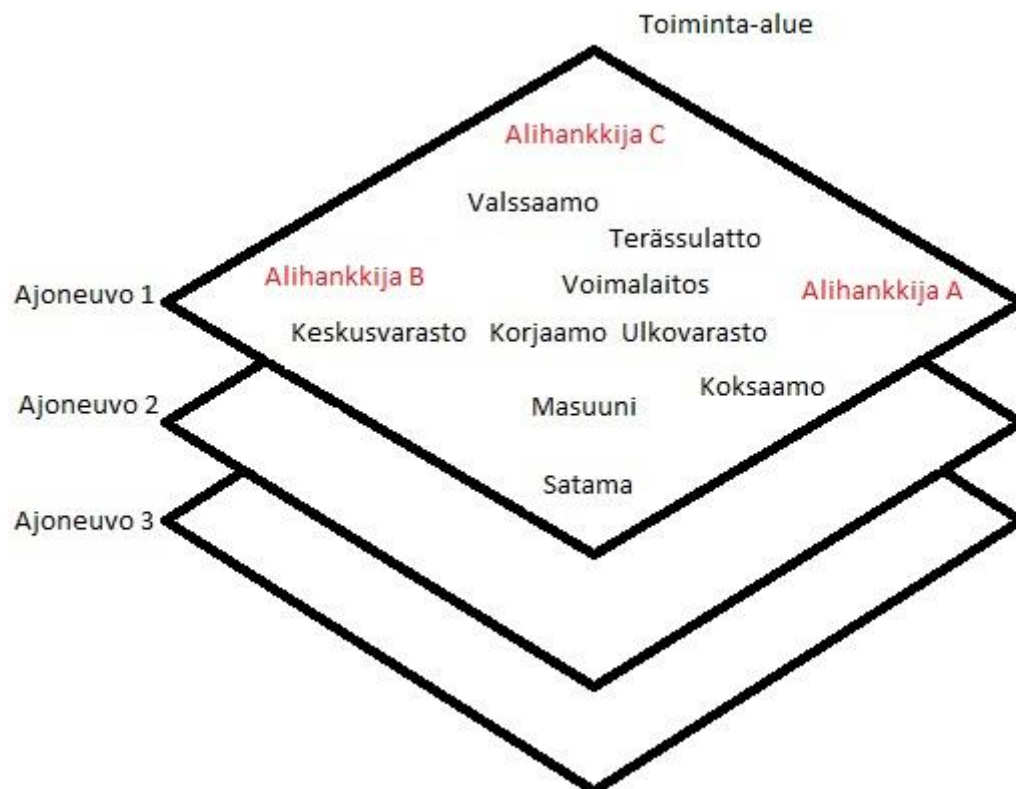 Toiminta-alue
Alihankkija C
Valssaamo
Terässulatto
Alihankkija B
Voimalaitos
Alihankkija A
Ajoneuvo 1
Keskusvarasto Korjaamo Ulkovarasto
Koksaamo
Ajoneuvo 2
Masuuni
Satama
Ajoneuvo 3